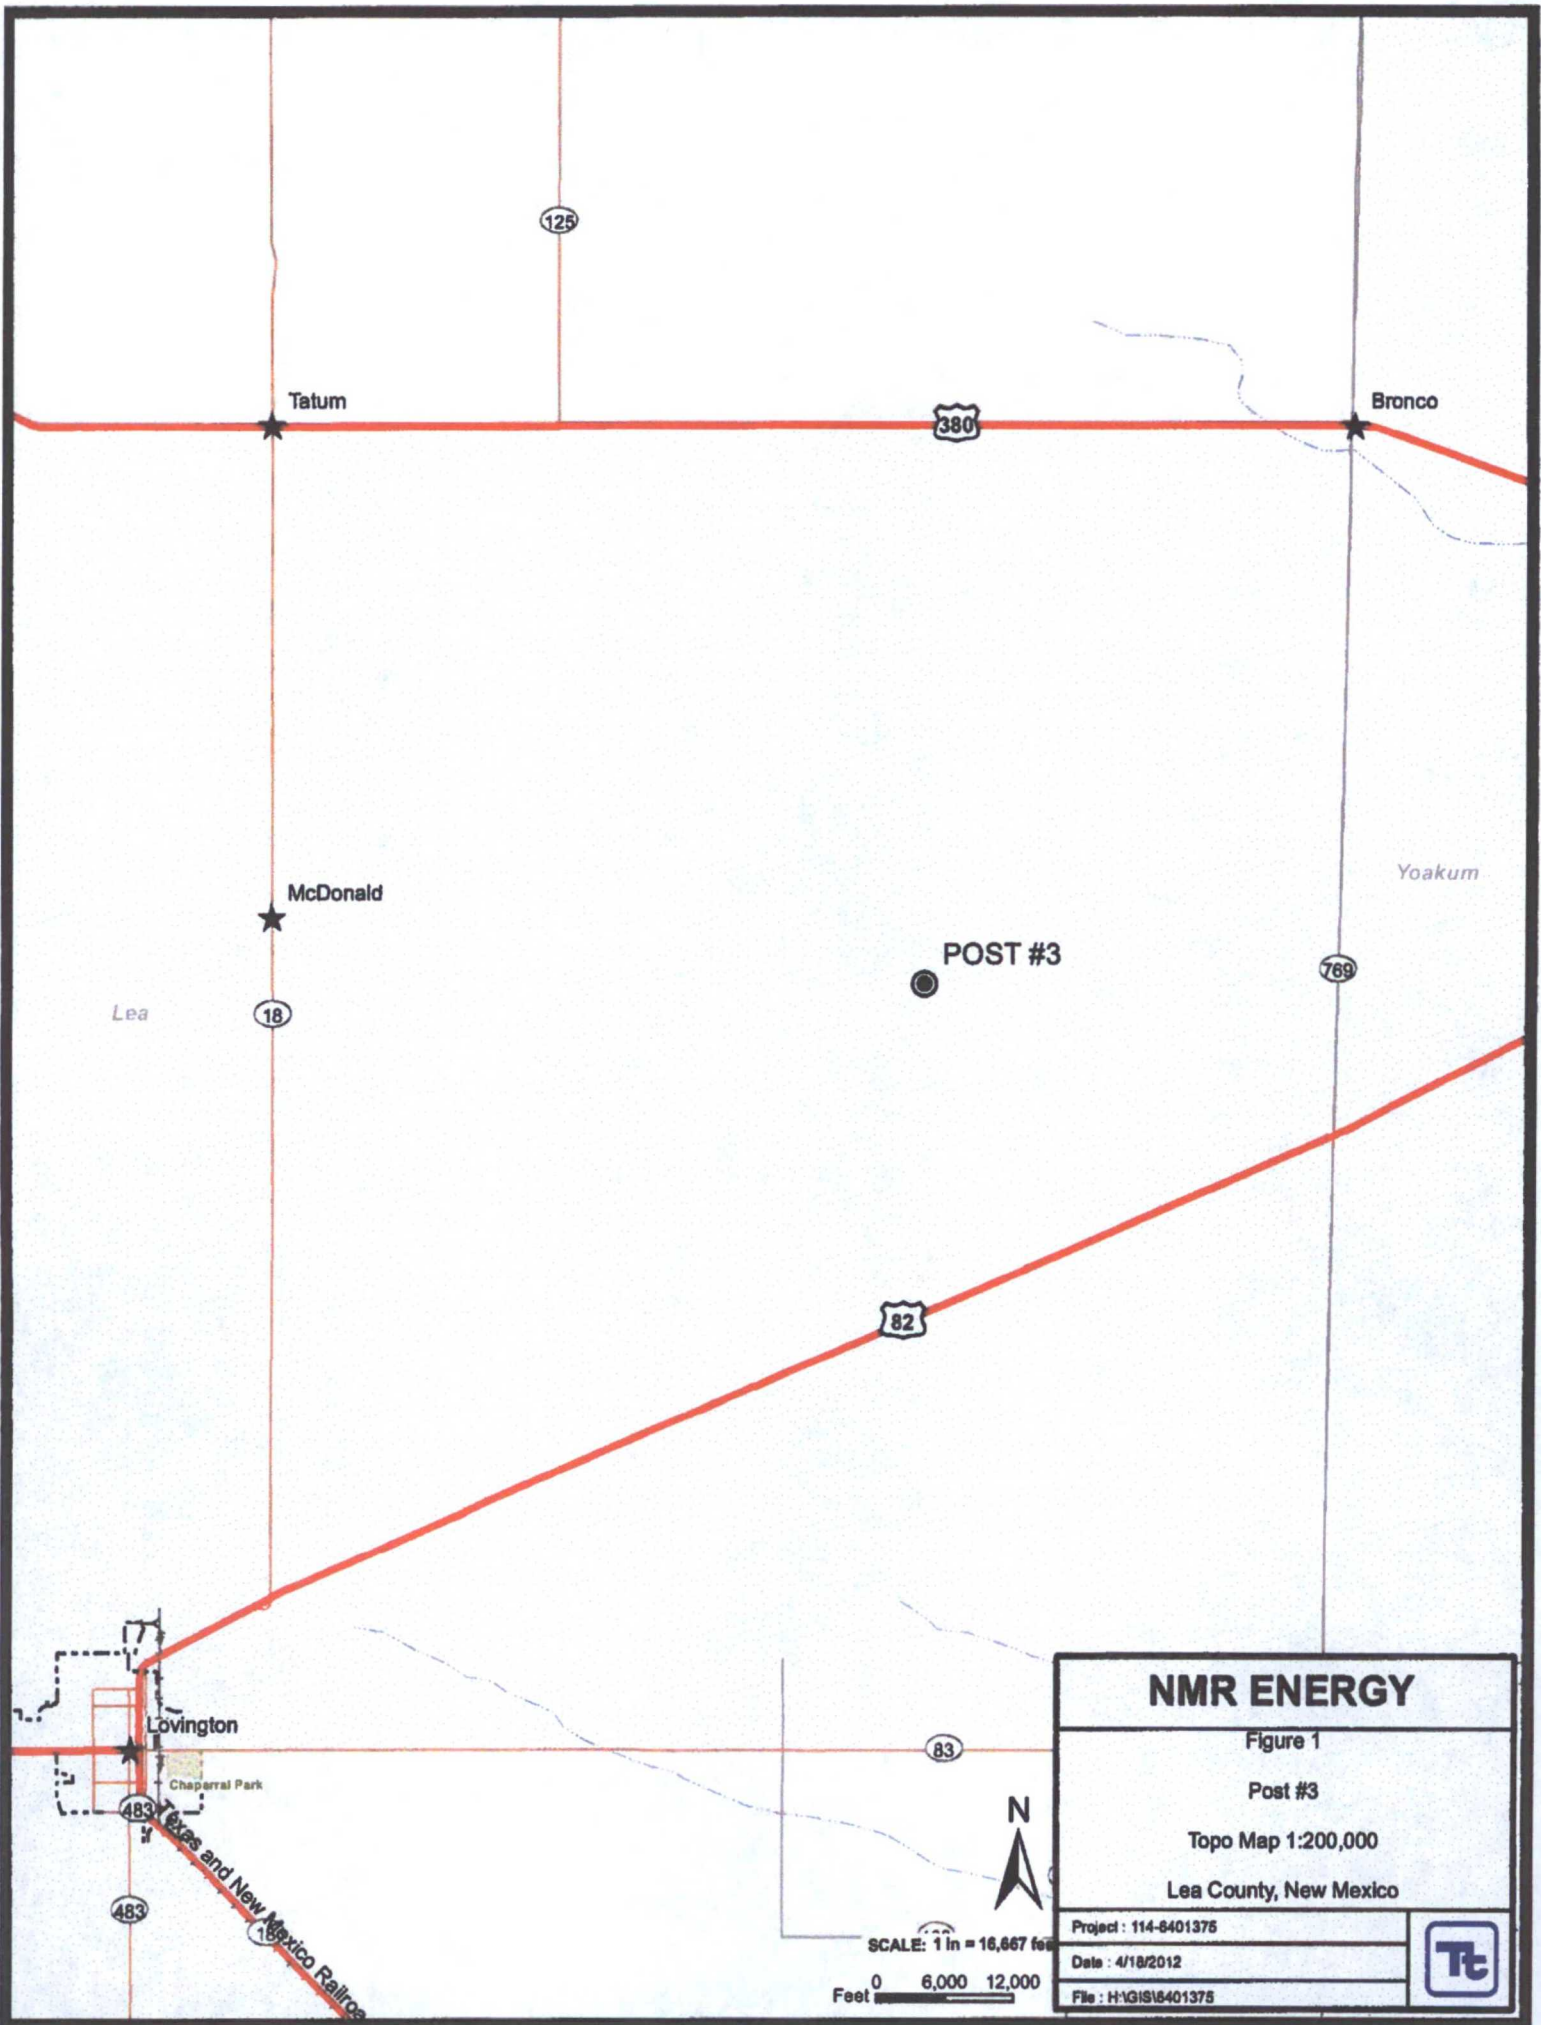 125
Tatum
380
Bronco
McDonald
Yoakum
POST #3
769
Lea
18
82
Lovington
Chaparral Park
83
483
Texas and New Mexico Railroa
483
18
N
SCALE: 1 in = 16,667 fee
0 6,000 12,000
Feet
NMR ENERGY
Figure 1
Post #3
Topo Map 1:200,000
Lea County, New Mexico
Project : 114-6401375
Date : 4/18/2012
File : H:\GIS\6401375
Tt